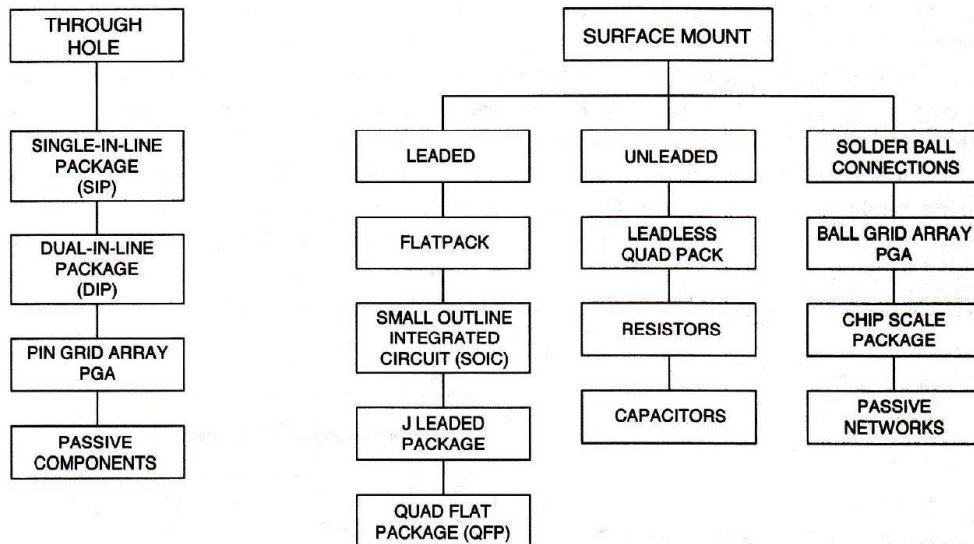 THROUGH
HOLE
SINGLE-IN-LINE
PACKAGE
(SIP)
DUAL-IN-LINE
PACKAGE
(DIP)
PIN GRID ARRAY
PGA
PASSIVE
COMPONENTS
SURFACE MOUNT
LEADED
FLATPACK
SMALL OUTLINE
INTEGRATED
CIRCUIT (SOIC)
J LEADED
PACKAGE
QUAD FLAT
PACKAGE (QFP)
UNLEADED
LEADLESS
QUAD PACK
RESISTORS
CAPACITORS
SOLDER BALL
CONNECTIONS
BALL GRID ARRAY
PGA
CHIP SCALE
PACKAGE
PASSIVE
NETWORKS